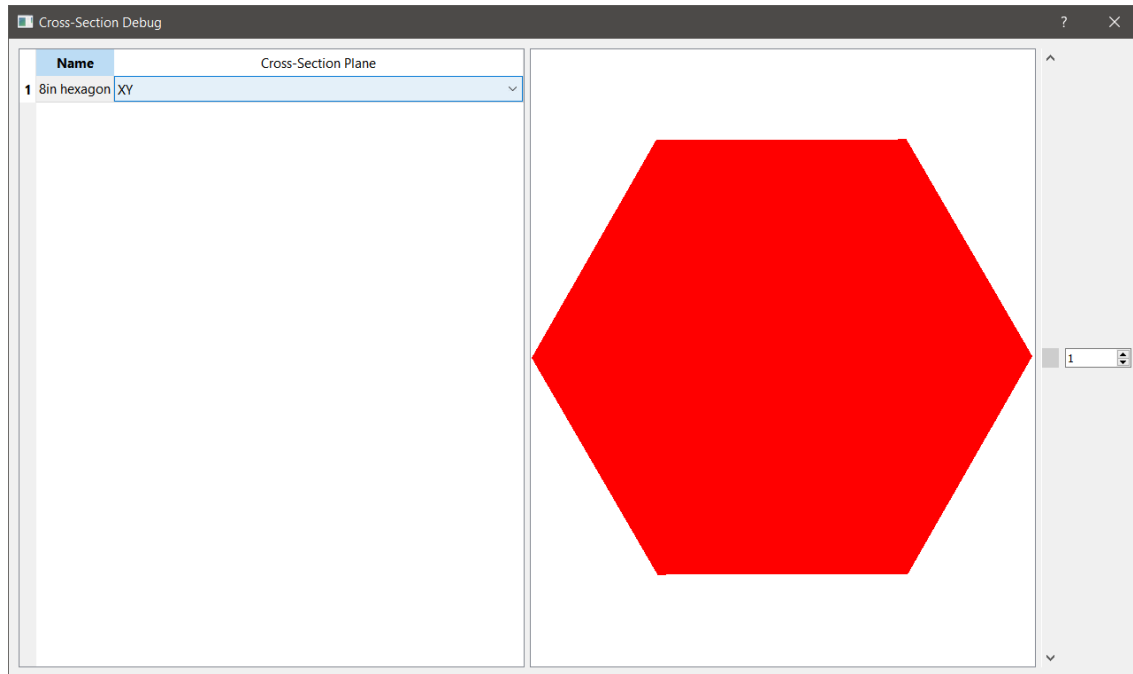 Cross-Section Debug
?
Name Cross-Section Plane
1 8in hexagon XY
1